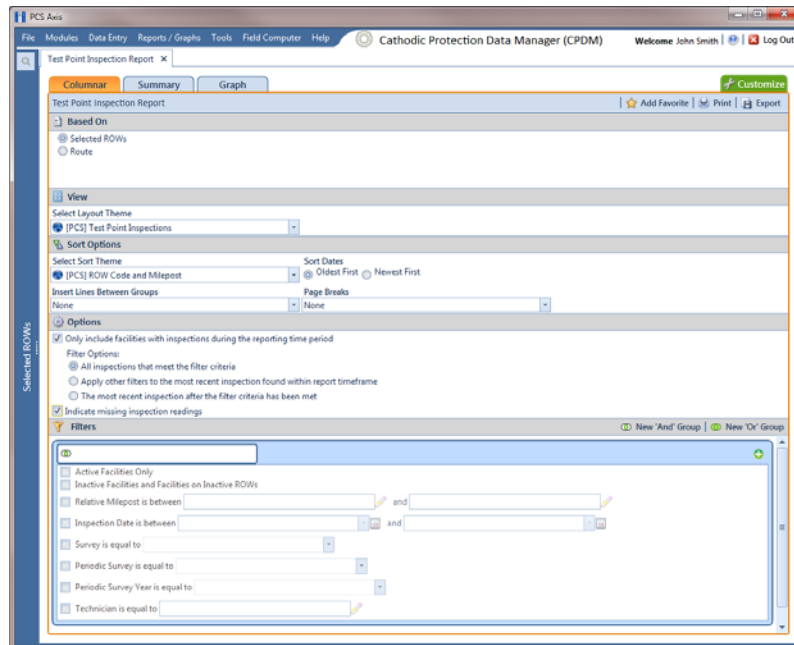 PCS Axis
File Modules Data Entry Reports / Graphs Tools Field Computer Help Cathodic Protection Data Manager (CPDM) Welcome John Smith Log Out
Test Point Inspection Report X
Columnar Summary Graph Customize
Test Point Inspection Report Add Favorite Print Export
Based On
Selected ROWs
Route
View
Select Layout Theme
[PCS] Test Point Inspections
Sort Options
Select Sort Theme Sort Dates
[PCS] ROW Code and Milepost Oldest First Newest First
Insert Lines Between Groups Page Breaks
None None
Selected ROWs
Options
Only include facilities with inspections during the reporting time period
Filter Options:
All inspections that meet the filter criteria
Apply other filters to the most recent inspection found within report timeframe
The most recent inspection after the filter criteria has been met
Indicate missing inspection readings
Filters New 'And' Group New 'Or' Group
Active Facilities Only
Inactive Facilities and Facilities on Inactive ROWs
Relative Milepost is between and
Inspection Date is between and
Survey is equal to
Periodic Survey is equal to
Periodic Survey Year is equal to
Technician is equal to